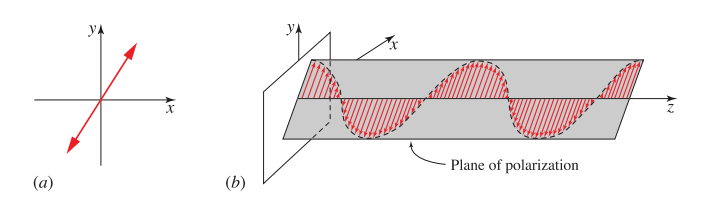 y
x
(a)
y
x
z
Plane of polarization
(b)